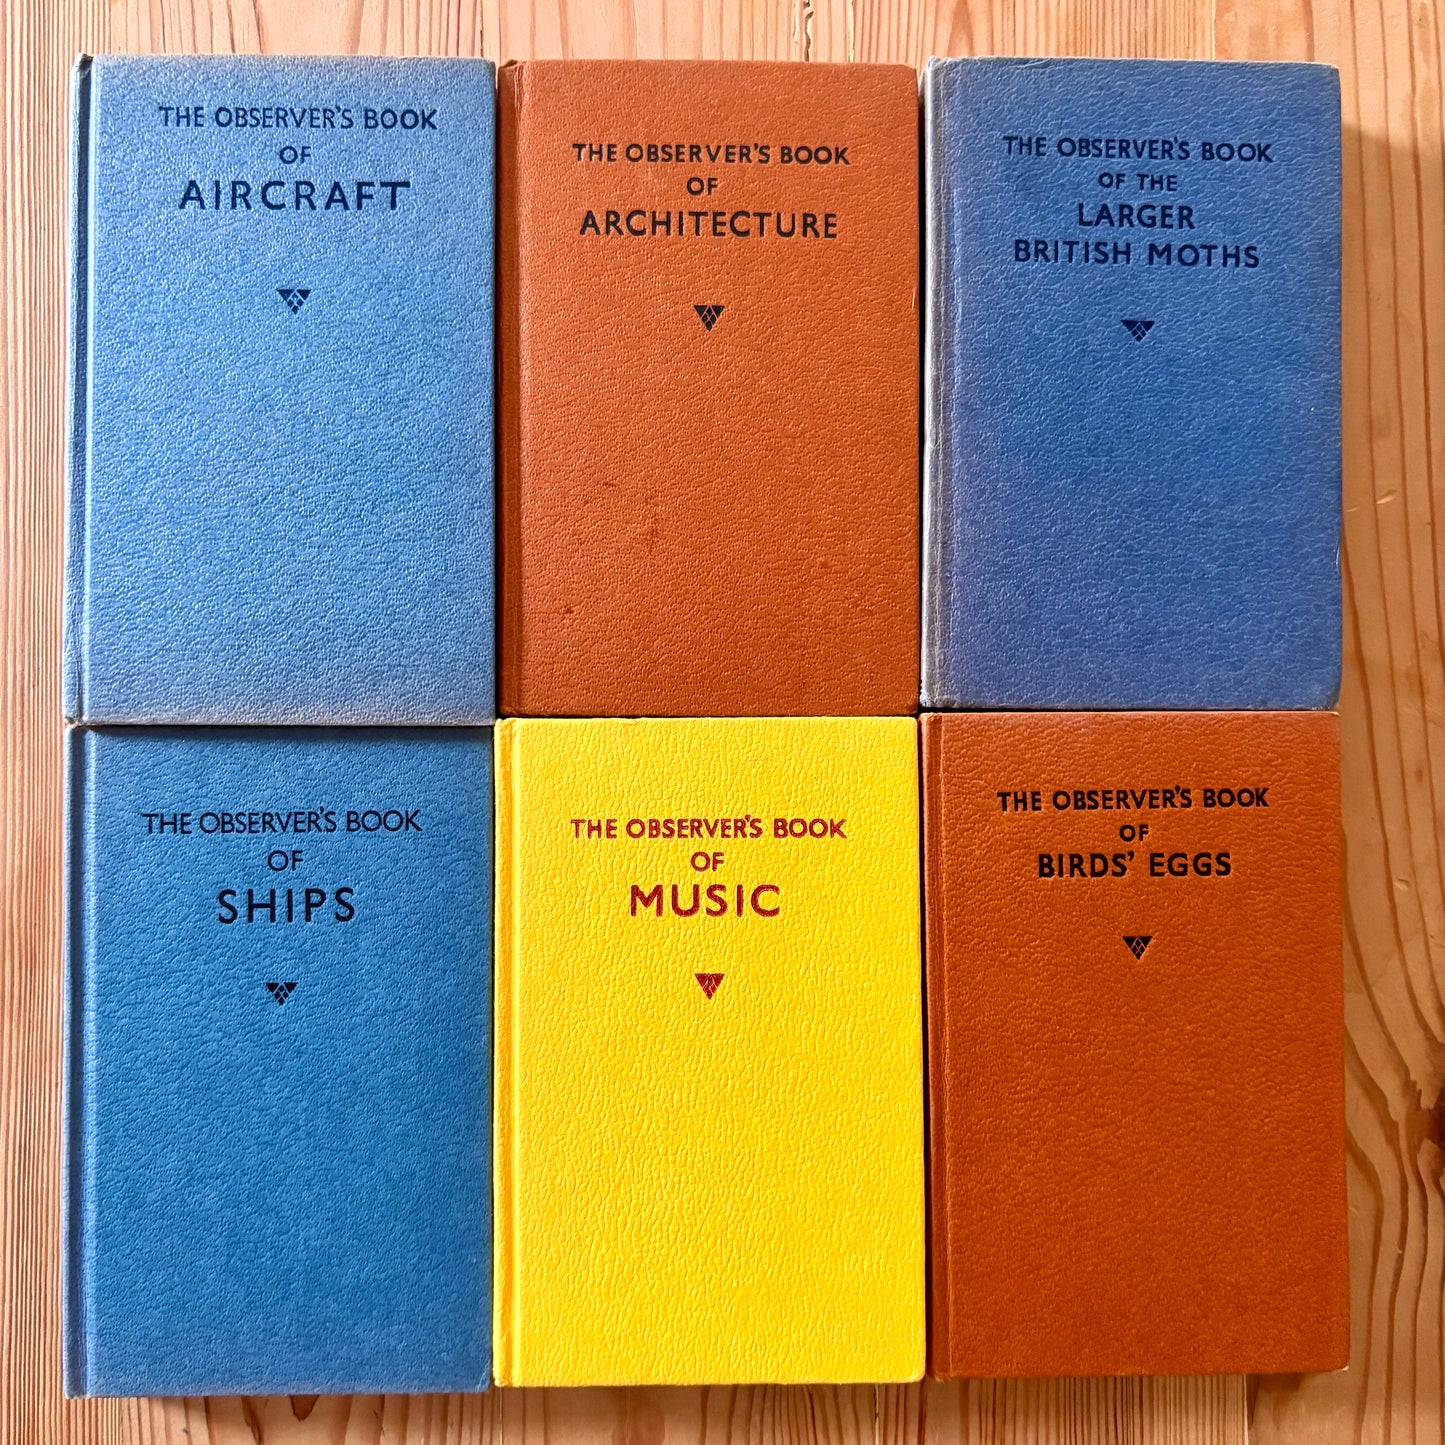 THE OBSERVER'S BOOK
OF
AIRCRAFT
THE OBSERVER'S BOOK
OF
ARCHITECTURE
THE OBSERVER'S BOOK
OF THE
LARGER
BRITISH MOTHS
THE OBSERVER'S BOOK
OF
SHIPS
THE OBSERVER'S BOOK
OF
MUSIC
THE OBSERVER'S BOOK
OF
BIRDS' EGGS